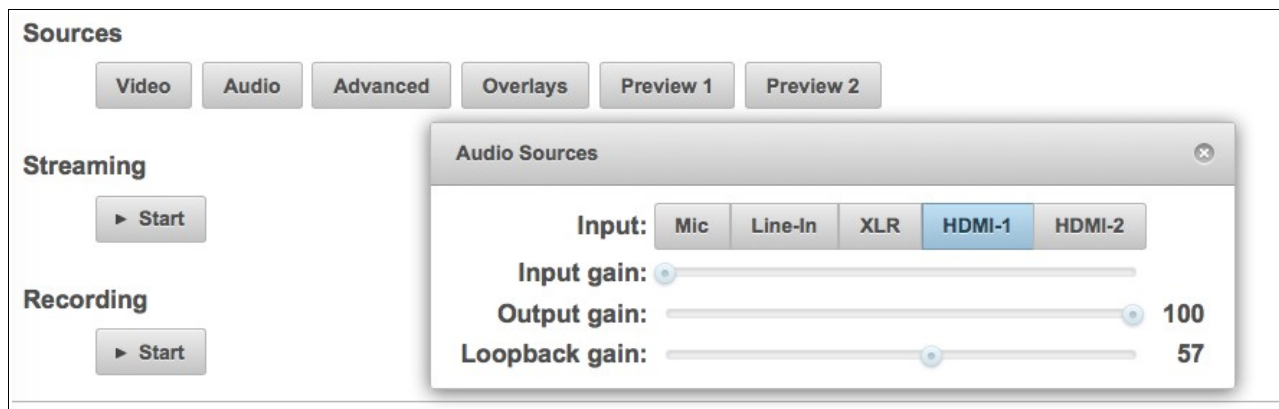 Sources
Video Audio Advanced Overlays Preview 1 Preview 2
Audio Sources
Streaming
Start
Input: Mic Line-In XLR HDMI-1 HDMI-2
Input gain:
Recording
Output gain: 100
Start
Loopback gain: 57